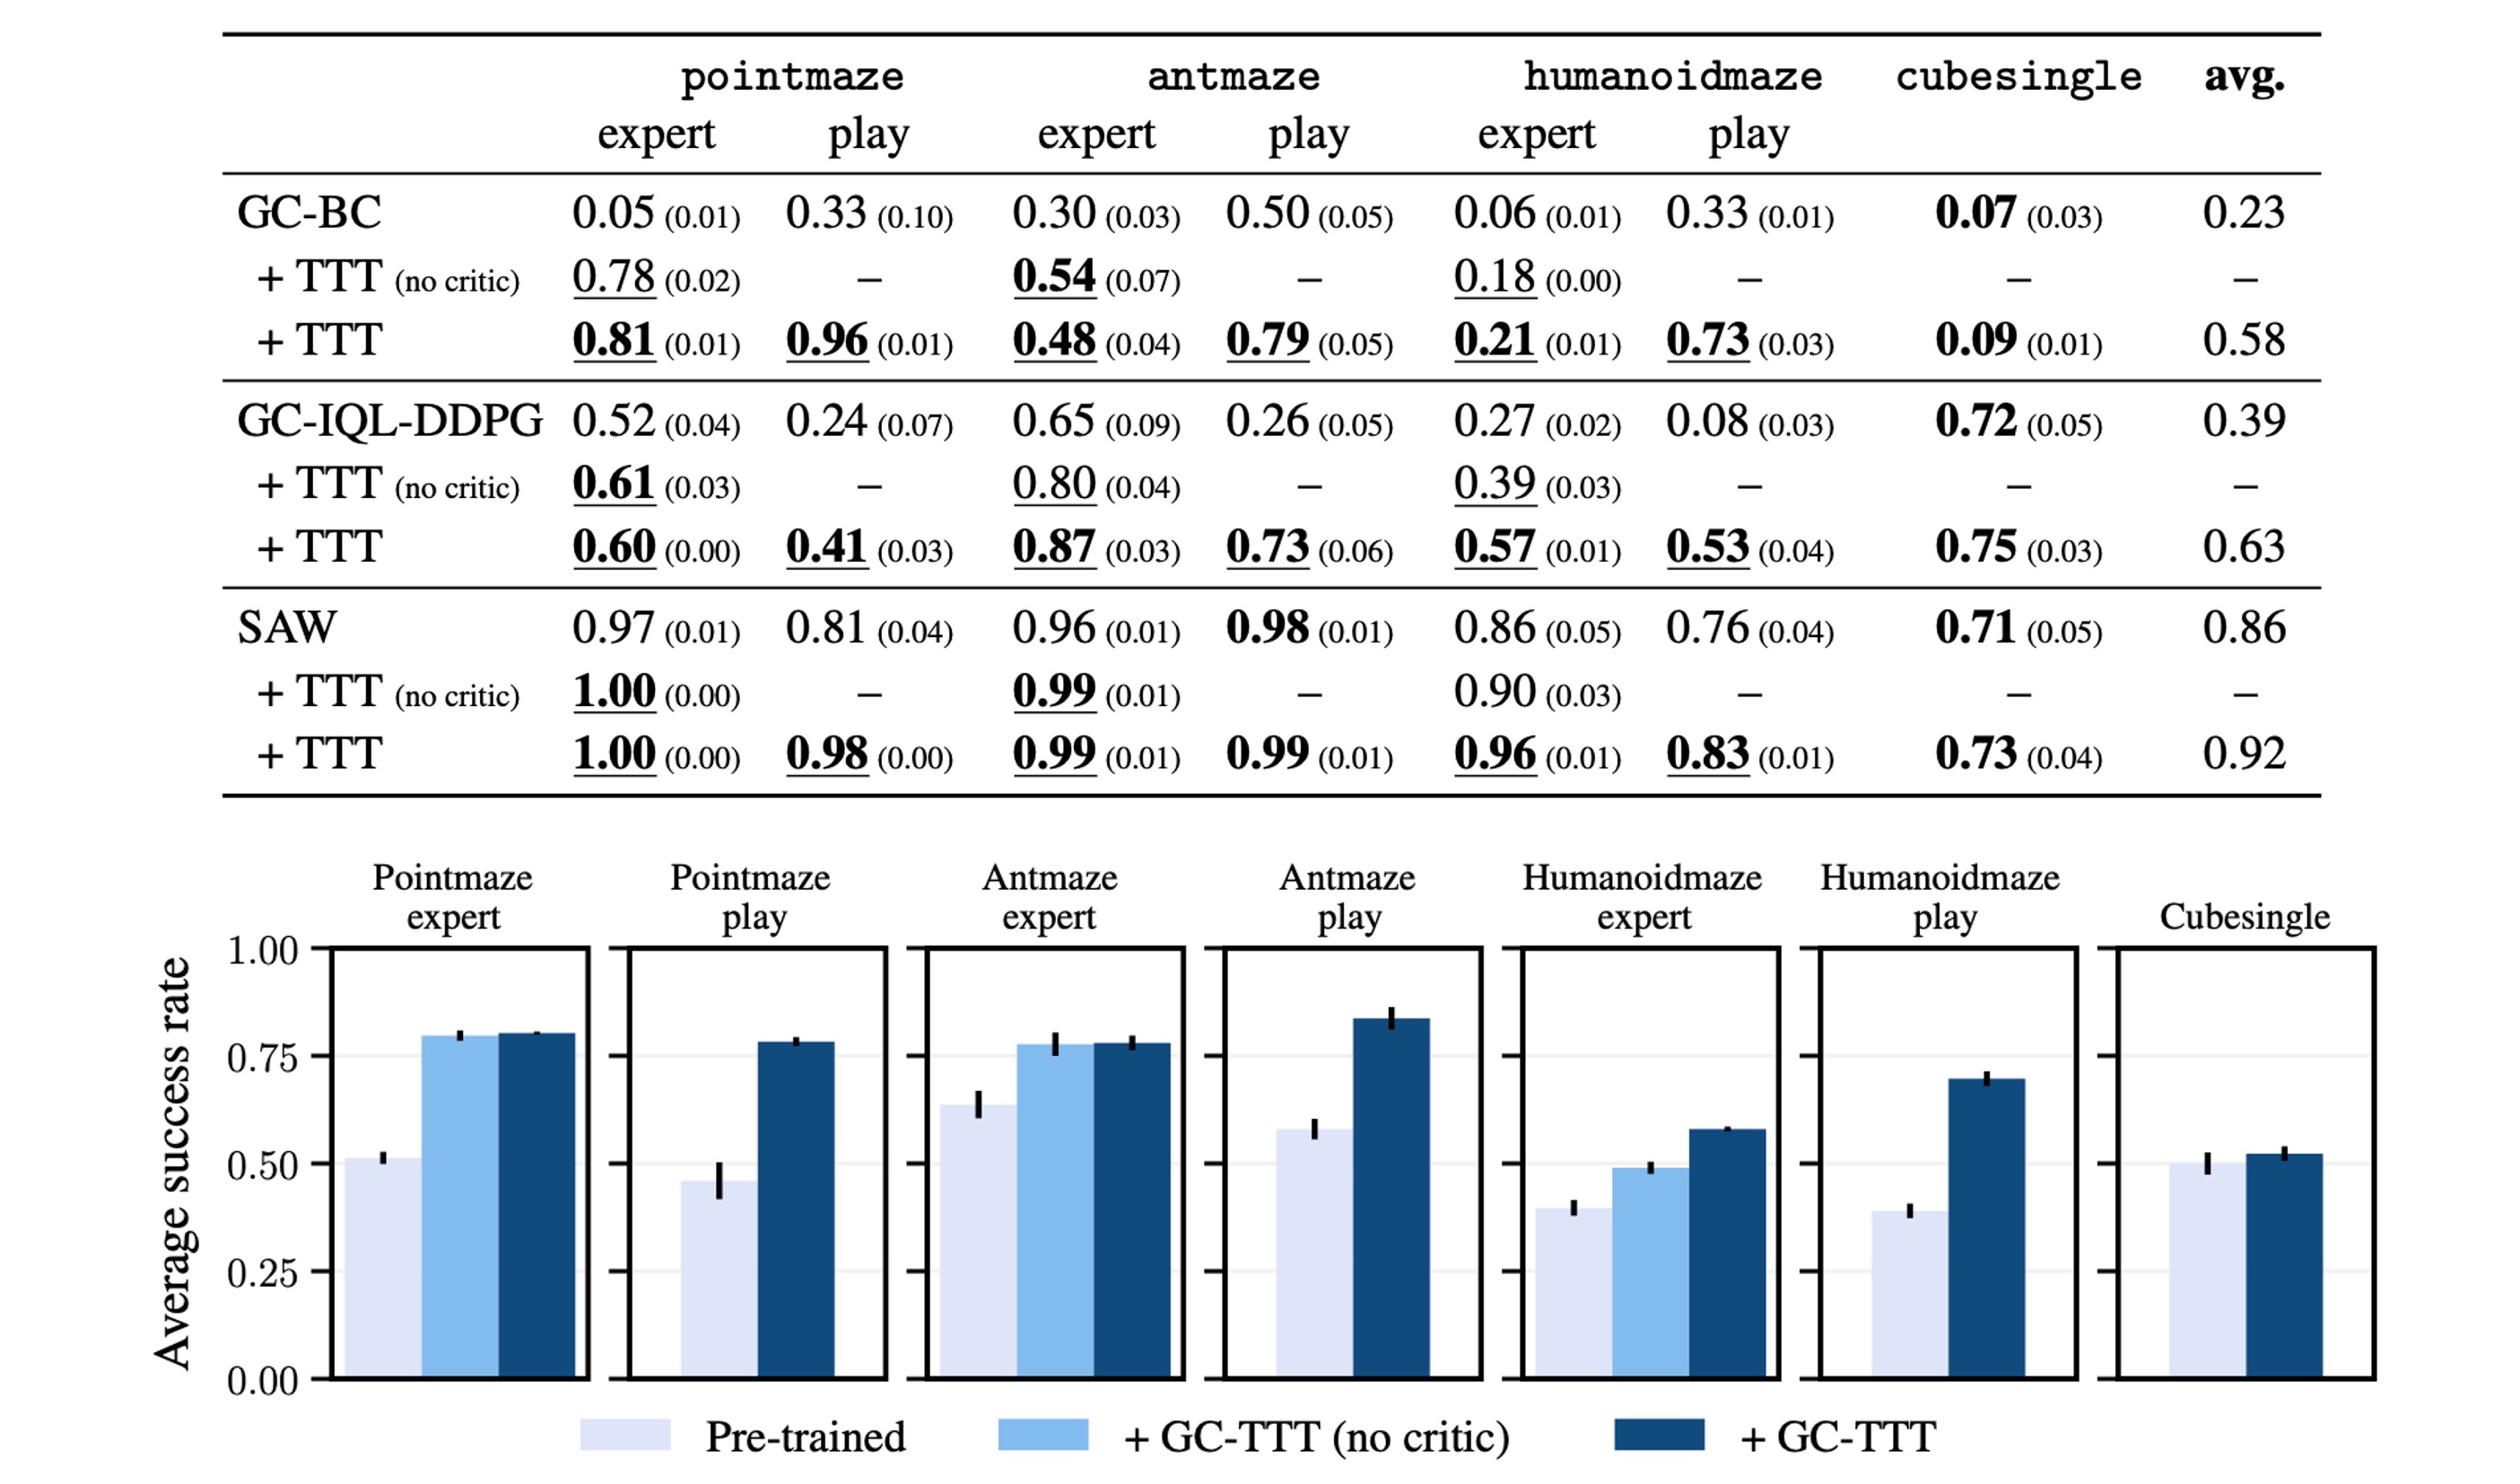 pointmaze antmaze humanoidmaze cubesingle avg.
expert play expert play expert play
GC-BC 0.05 (0.01) 0.33 (0.10) 0.30 (0.03) 0.50 (0.05) 0.06 (0.01) 0.33 (0.01) 0.07 (0.03) 0.23
+ TTT (no critic) 0.78 (0.02) – 0.54 (0.07) – 0.18 (0.00) – – –
+ TTT 0.81 (0.01) 0.96 (0.01) 0.48 (0.04) 0.79 (0.05) 0.21 (0.01) 0.73 (0.03) 0.09 (0.01) 0.58
GC-IQL-DDPG 0.52 (0.04) 0.24 (0.07) 0.65 (0.09) 0.26 (0.05) 0.27 (0.02) 0.08 (0.03) 0.72 (0.05) 0.39
+ TTT (no critic) 0.61 (0.03) – 0.80 (0.04) – 0.39 (0.03) – – –
+ TTT 0.60 (0.00) 0.41 (0.03) 0.87 (0.03) 0.73 (0.06) 0.57 (0.01) 0.53 (0.04) 0.75 (0.03) 0.63
SAW 0.97 (0.01) 0.81 (0.04) 0.96 (0.01) 0.98 (0.01) 0.86 (0.05) 0.76 (0.04) 0.71 (0.05) 0.86
+ TTT (no critic) 1.00 (0.00) – 0.99 (0.01) – 0.90 (0.03) – – –
+ TTT 1.00 (0.00) 0.98 (0.00) 0.99 (0.01) 0.99 (0.01) 0.96 (0.01) 0.83 (0.01) 0.73 (0.04) 0.92
Pointmaze Pointmaze Antmaze Antmaze Humanoidmaze Humanoidmaze
expert play expert play expert play Cubesingle
Average success rate
1.00
0.75
0.50
0.25
0.00
Pre-trained + GC-TTT (no critic) + GC-TTT